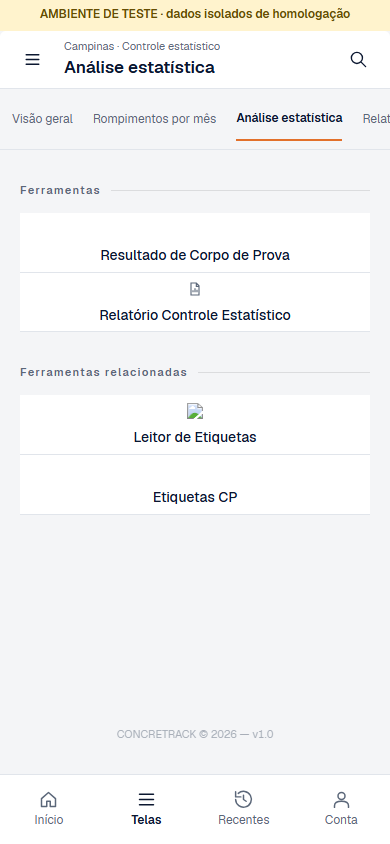 AMBIENTE DE TESTE · dados isolados de homologação
Campinas · Controle estatístico
Análise estatística
Visão geral
Rompimentos por mês
Análise estatística
Relat
Ferramentas
Resultado de Corpo de Prova
Relatório Controle Estatístico
Ferramentas relacionadas
Leitor de Etiquetas
Etiquetas CP
CONCRETRACK © 2026 — v1.0
Início
Telas
Recentes
Conta